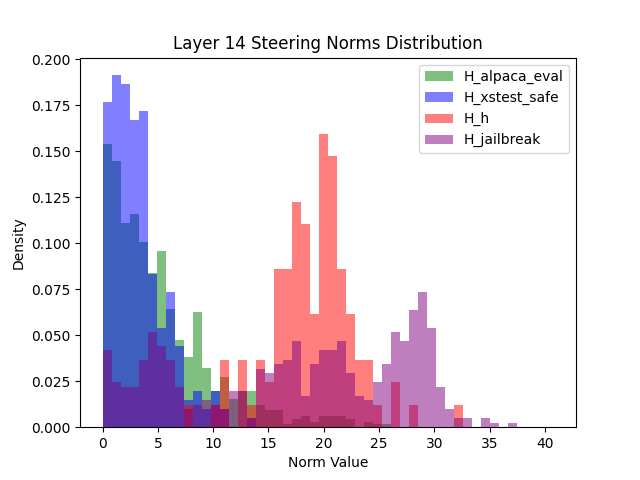 Layer 14 Steering Norms Distribution
H_alpaca_eval
H_xstest_safe
H_h
H_jailbreak
0.200
0.175
0.150
0.125
0.100
0.075
0.050
0.025
0.000
Density
0 5 10 15 20 25 30 35 40
Norm Value